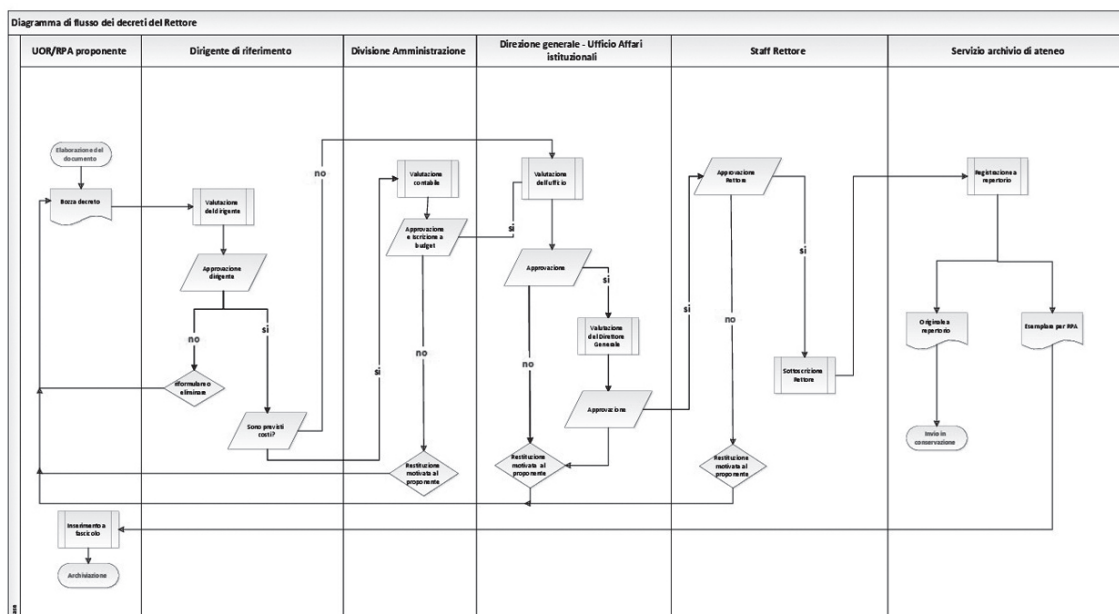 Diagramma di flusso dei decreti del Rettore
UOR/RPA proponente
Dirigente di riferimento
Divisione Amministrazione
Direzione generale - Ufficio Affari
istituzionali
Staff Rettore
Servizio archivio di ateneo
Elaborazione del
documento
Bozza decreto
Valutazione
del dirigente
Approvazione
dirigente
no
si
riformulare o
eliminare
Sono previsti
costi?
no
si
Valutazione
contabile
Approvazione
e iscrizione a
budget
si
no
Restituzione
motivata al
proponente
Valutazione
dell'ufficio
Approvazione
si
no
Valutazione
del Direttore
Generale
Approvazione
Restituzione
motivata al
proponente
si
Approvazione
Rettore
si
no
Sottoscrizione
Rettore
Restituzione
motivata al
proponente
Registrazione a
repertorio
Originale a
repertorio
Esemplare per RPA
Invio in
conservazione
Inserimento a
fascicolo
Archiviazione